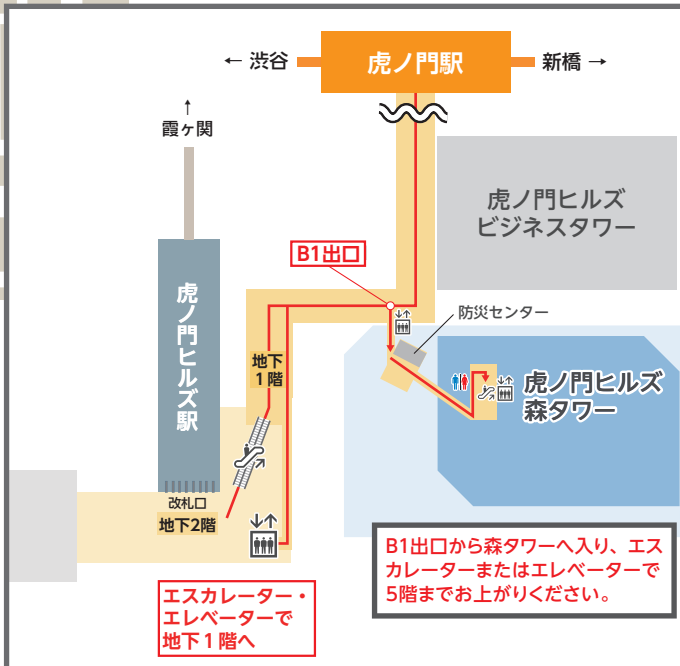 ← 渋谷
虎ノ門駅
新橋 →
↑
霞ヶ関
虎ノ門ヒルズ
ビジネスタワー
B1出口
防災センター
虎ノ門ヒルズ駅
地下
1階
虎ノ門ヒルズ
森タワー
改札口
地下2階
B1出口から森タワーへ入り、エス
カレーターまたはエレベーターで
5階までお上がりください。
エスカレーター・
エレベーターで
地下1階へ